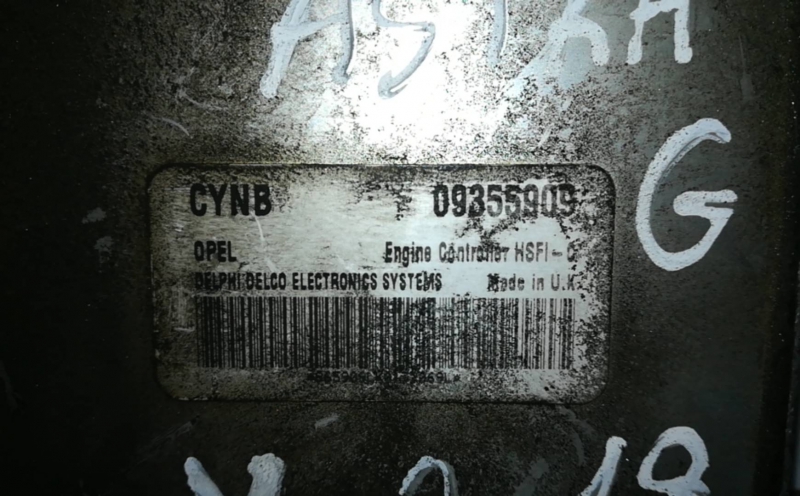 ASTRA
G
CYNB 09355909
OPEL Engine Controller HSFI-C
DELPHI DELCO ELECTRONICS SYSTEMS Made in U.K